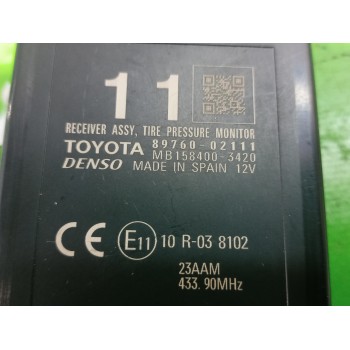 11
RECEIVER ASSY, TIRE PRESSURE MONITOR
TOYOTA 89760-02111
MB158400-3420
DENSO MADE IN SPAIN 12V
CE E11 10 R-03 8102
23AAM
433.90MHz